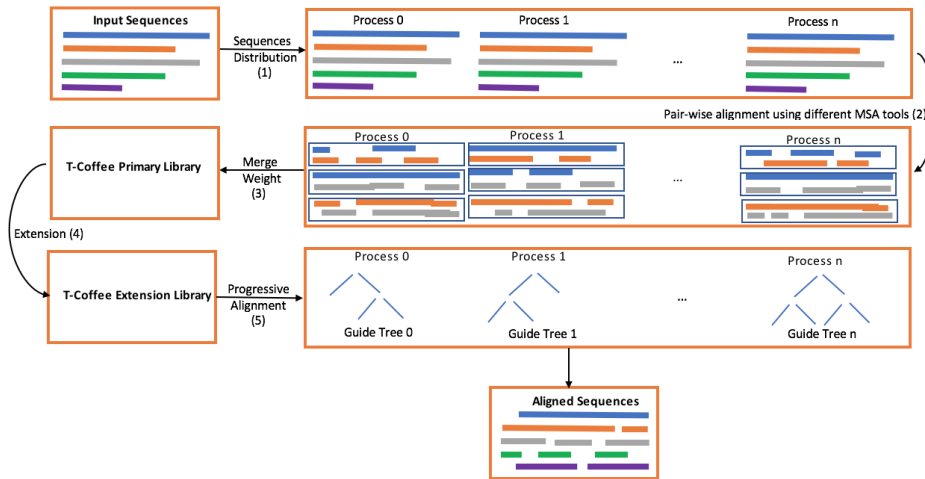 Input Sequences
Sequences
Distribution
(1)
Process 0
Process 1
...
Process n
Pair-wise alignment using different MSA tools (2)
T-Coffee Primary Library
Merge
Weight
(3)
Process 0
Process 1
...
Process n
Extension (4)
T-Coffee Extension Library
Progressive
Alignment
(5)
Process 0
Process 1
...
Process n
Guide Tree 0
Guide Tree 1
Guide Tree n
Aligned Sequences